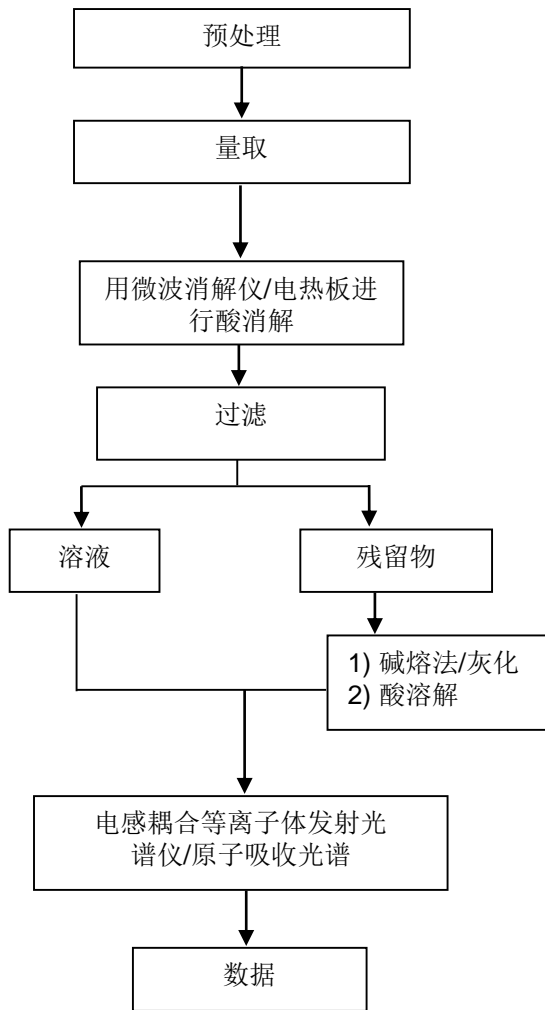 预处理
量取
用微波消解仪/电热板进
行酸消解
过滤
溶液
残留物
1) 碱熔法/灰化
2) 酸溶解
电感耦合等离子体发射光
谱仪/原子吸收光谱
数据